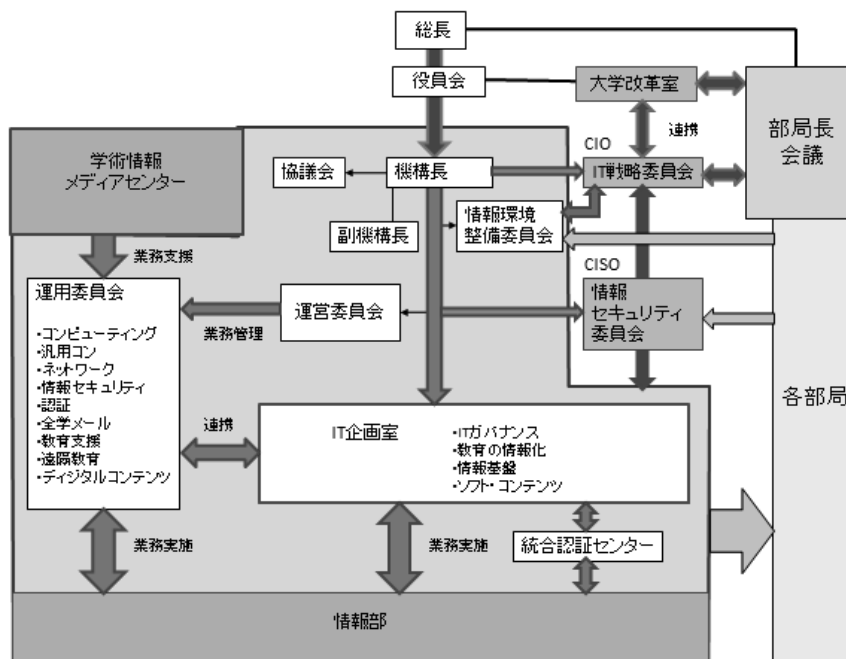 総長
役員会
大学改革室
部局長
会議
連携
CIO
学術情報
メディアセンター
協議会
機構長
IT戦略委員会
副機構長
情報環境
整備委員会
業務支援
CISO
運用委員会
・コンピューティング
・汎用コン
・ネットワーク
・情報セキュリティ
・認証
・全学メール
・教育支援
・遠隔教育
・ディジタルコンテンツ
業務管理
運営委員会
情報
セキュリティ
委員会
各部局
連携
IT企画室
・ITガバナンス
・教育の情報化
・情報基盤
・ソフト・コンテンツ
業務実施
業務実施
統合認証センター
情報部